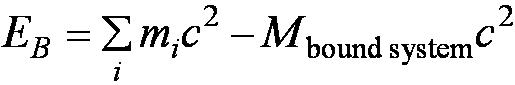 $E_B = \sum_i m_i c^2 - M_{\text{bound system}} c^2$